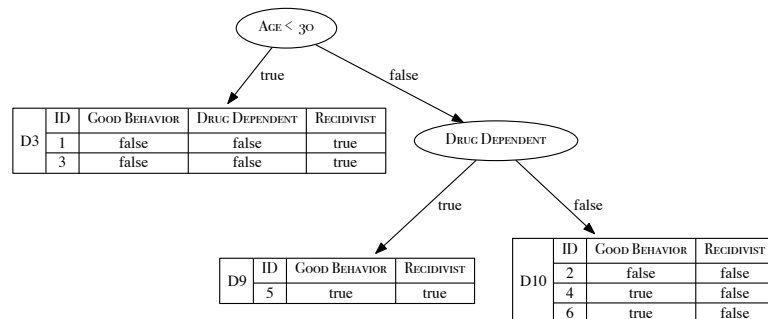 Age < 30
true
false
D3
ID Good Behavior Drug Dependent Recidivist
1 false false true
3 false false true
Drug Dependent
true
false
D9
ID Good Behavior Recidivist
5 true true
D10
ID Good Behavior Recidivist
2 false false
4 true false
6 true false